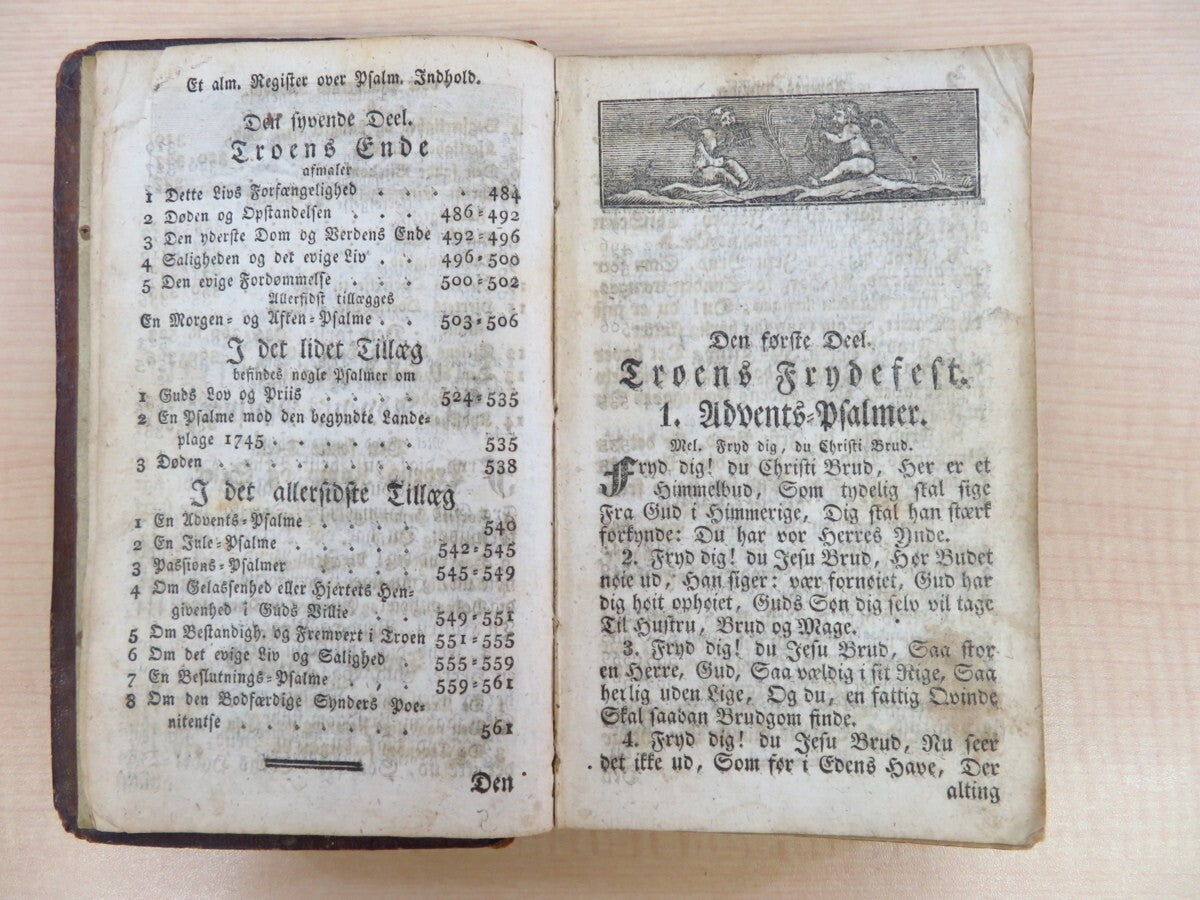 Et alm. Register over Psalm. Indhold.
Den syvende Deel.
Troens Ende
afmaler
1 Dette Livs Forfængelighed . . . . 484
2 Døden og Opstandelsen . . . 486=492
3 Den yderste Dom og Verdens Ende 492=496
4 Saligheden og det evige Liv . . 496=500
5 Den evige Fordømmelse . . . 500=502
Allersidst tillægges
En Morgen= og Aften=Psalme . . 503=506
I det lidet Tillæg
befindes nogle Psalmer om
1 Guds Lov og Priis . . . . 524=535
2 En Psalme mod den begyndte Lande=
plage 1745 . . . . . . 535
3 Døden . . . . . . . . . 538
I det allersidste Tillæg
1 En Advents=Psalme . . . . 540
2 En Jule=Psalme . . . . 542=545
3 Passions=Psalmer . . . . 545=549
4 Om Gelassenhed eller Hjertets Hen=
givenhed i Guds Villie . . 549=551
5 Om Bestandigh. og Fremvext i Troen 551=555
6 Om det evige Liv og Salighed . 555=559
7 En Beslutnings=Psalme . . . 559=561
8 Om den Bodfærdige Synders Poe=
nitentse . . . . . . . 561
Den
Den første Deel.
Troens Frydefest.
1. Advents=Psalmer.
Mel. Fryd dig, du Christi Brud.
Fryd dig! du Christi Brud, Her er et
Himmelbud, Som tydelig skal sige
Fra Gud i Himmerige, Dig skal han stærk
forkynde: Du har vor Herres Ynde.
2. Fryd dig! du Jesu Brud, Hør Budet
nøie ud, Han siger: vær fornøiet, Gud har
dig høit ophøiet, Guds Søn dig selv vil tage
Til Hustru, Brud og Mage.
3. Fryd dig! du Jesu Brud, Saa stor
en Herre, Gud, Saa vældig i sit Rige, Saa
herlig uden Lige, Og du, en fattig Qvinde
Skal saadan Brudgom finde.
4. Fryd dig! du Jesu Brud, Nu seer
det ikke ud, Som før i Edens Have, Der
alting